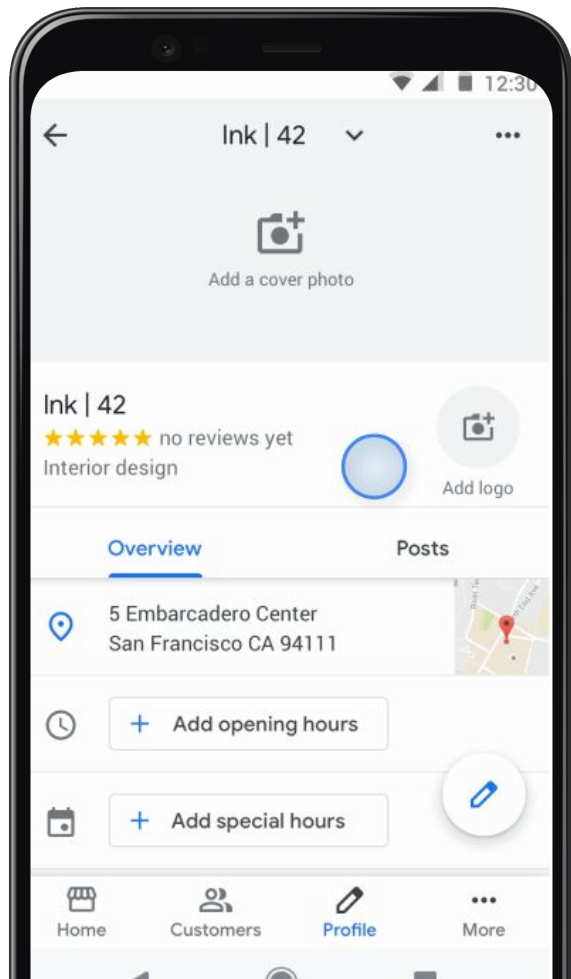 12:30
Ink | 42
Add a cover photo
Ink | 42
no reviews yet
Interior design
Add logo
Overview
Posts
5 Embarcadero Center
San Francisco CA 94111
Add opening hours
Add special hours
Home
Customers
Profile
More